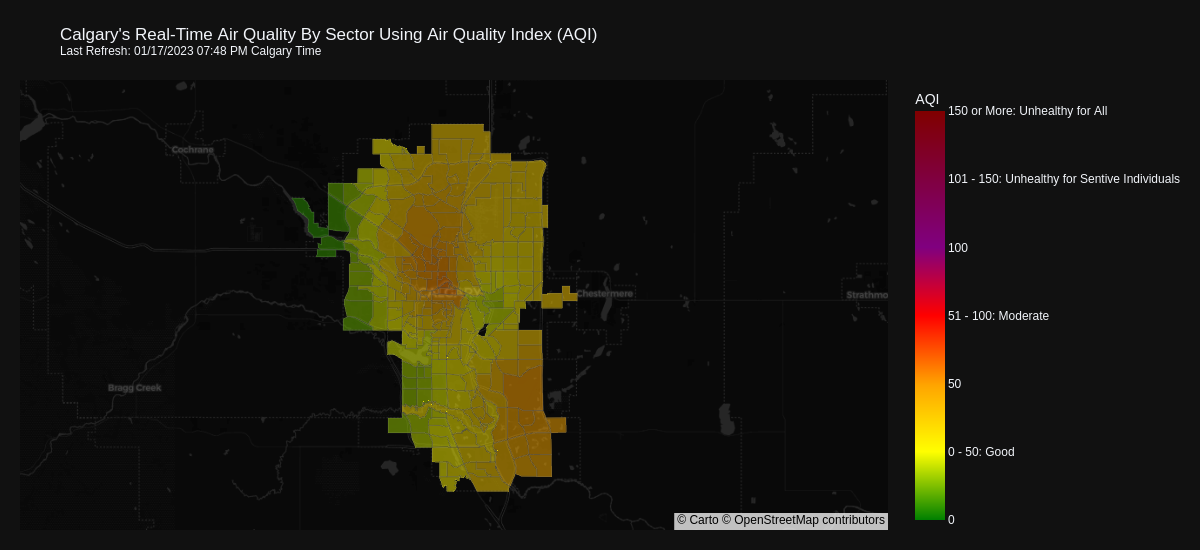 Calgary's Real-Time Air Quality By Sector Using Air Quality Index (AQI)
Last Refresh: 01/17/2023 07:48 PM Calgary Time
AQI
150 or More: Unhealthy for All
101 - 150: Unhealthy for Sentive Individuals
100
51 - 100: Moderate
50
0 - 50: Good
0
Cochrane
CALGARY
Chestermere
Strathmo
Bragg Creek
© Carto © OpenStreetMap contributors